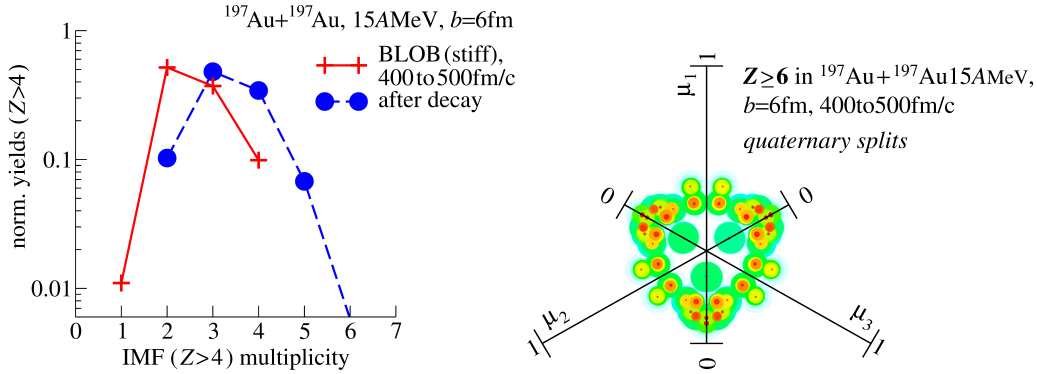 ¹⁹⁷Au+¹⁹⁷Au, 15AMeV, b=6fm
BLOB (stiff),
400to500fm/c
after decay
norm. yields (Z>4)
1
0.1
0.01
0 1 2 3 4 5 6 7
IMF (Z>4) multiplicity
Z≥6 in ¹⁹⁷Au+¹⁹⁷Au15AMeV,
b=6fm, 400to500fm/c
quaternary splits
1
μ₁
0
0
μ₂
1
μ₃
1
0